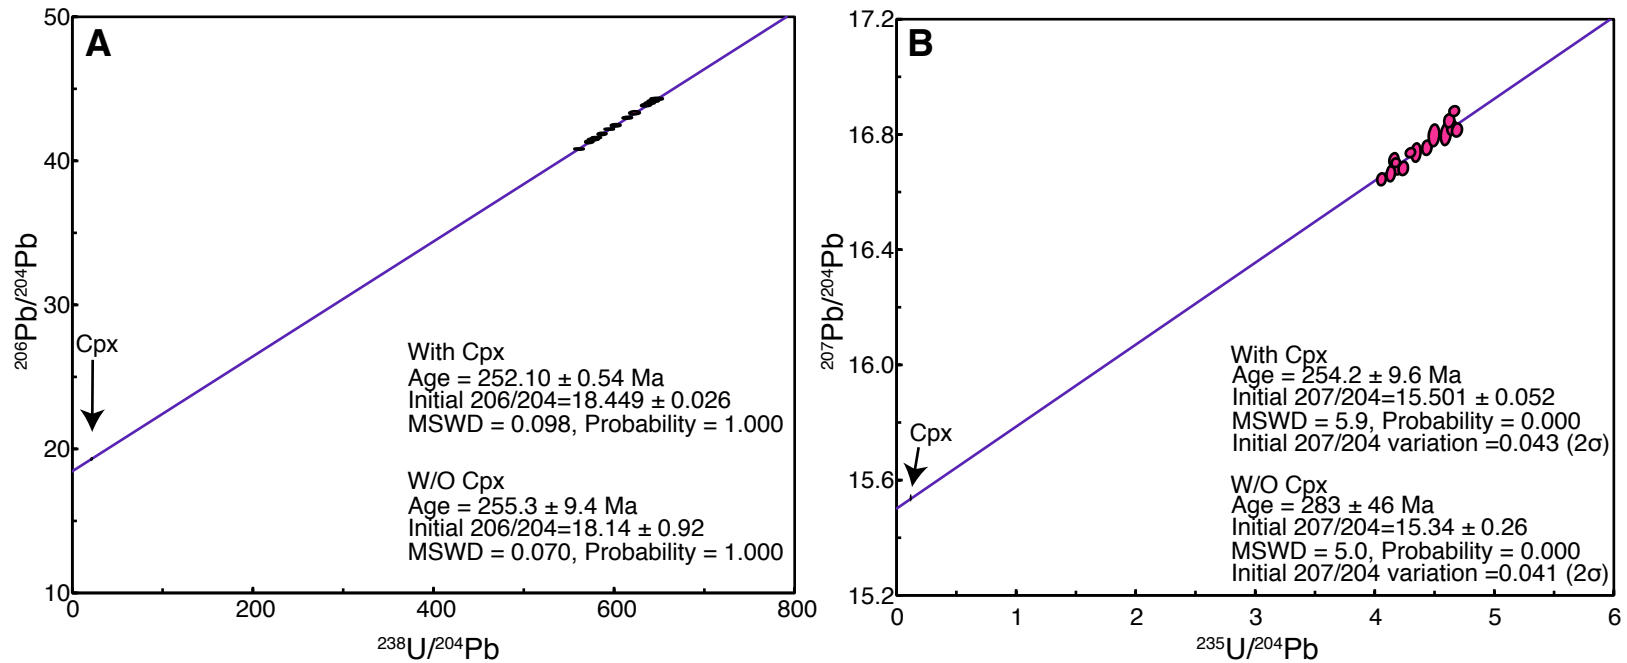 A
50
40
30
20
10
0
200
400
600
800
²⁰⁶Pb/²⁰⁴Pb
²³⁸U/²⁰⁴Pb
Cpx
With Cpx
Age = 252.10 ± 0.54 Ma
Initial 206/204=18.449 ± 0.026
MSWD = 0.098, Probability = 1.000
W/O Cpx
Age = 255.3 ± 9.4 Ma
Initial 206/204=18.14 ± 0.92
MSWD = 0.070, Probability = 1.000
B
17.2
16.8
16.4
16.0
15.6
15.2
0
1
2
3
4
5
6
²⁰⁷Pb/²⁰⁴Pb
²³⁵U/²⁰⁴Pb
Cpx
With Cpx
Age = 254.2 ± 9.6 Ma
Initial 207/204=15.501 ± 0.052
MSWD = 5.9, Probability = 0.000
Initial 207/204 variation =0.043 (2σ)
W/O Cpx
Age = 283 ± 46 Ma
Initial 207/204=15.34 ± 0.26
MSWD = 5.0, Probability = 0.000
Initial 207/204 variation =0.041 (2σ)